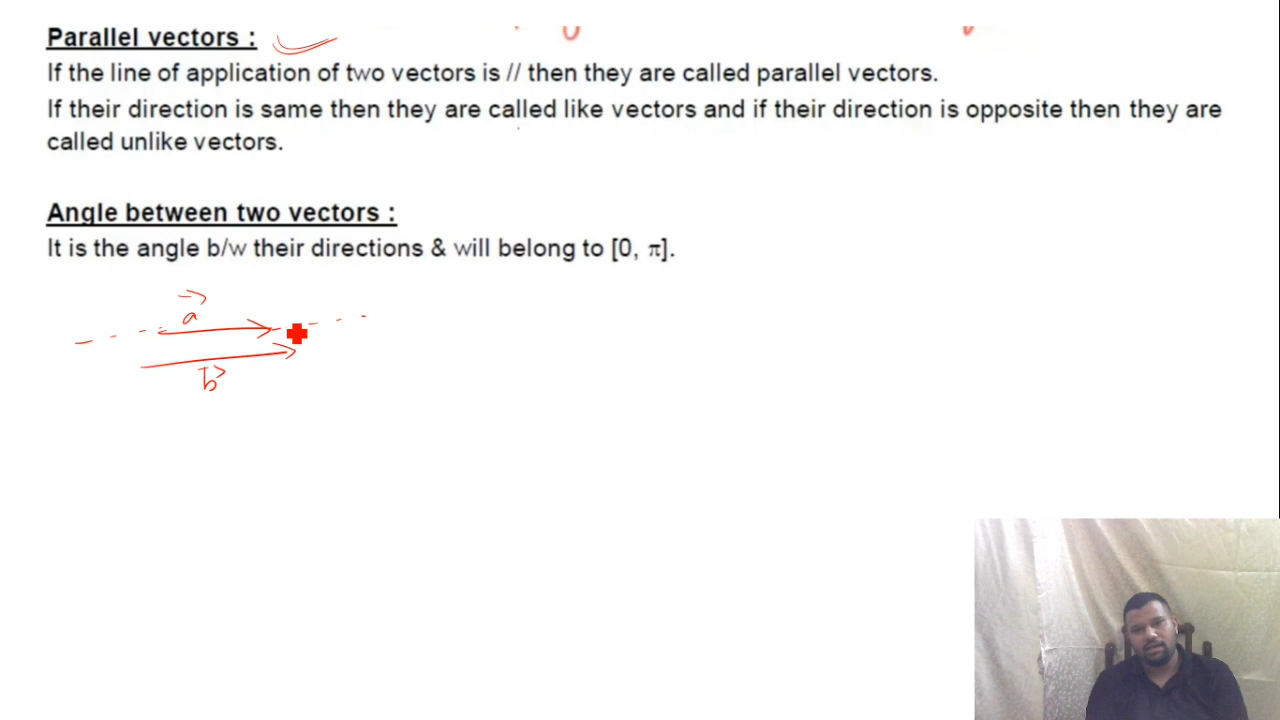 Parallel vectors :
If the line of application of two vectors is // then they are called parallel vectors.
If their direction is same then they are called like vectors and if their direction is opposite then they are
called unlike vectors.
Angle between two vectors :
It is the angle b/w their directions & will belong to [0, π].
a
b